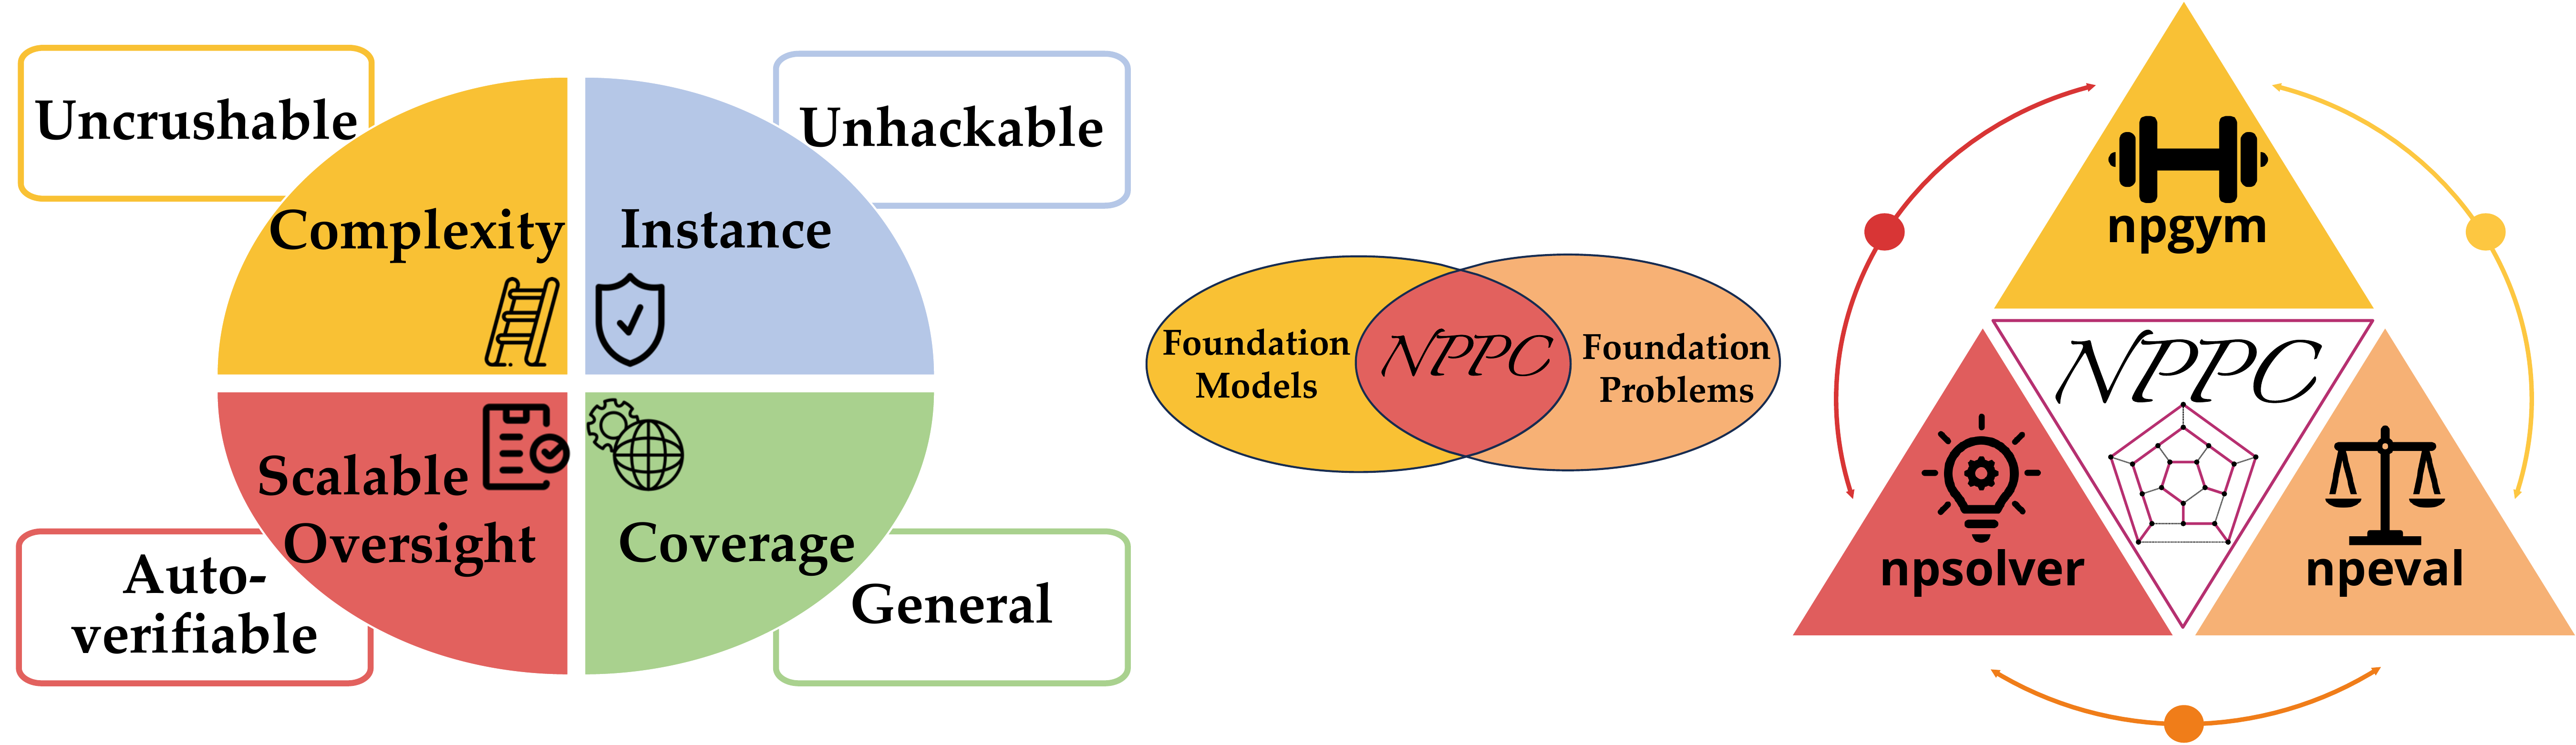 Uncrushable
Unhackable
Complexity
Instance
Scalable
Oversight
Coverage
Auto-
verifiable
General
Foundation
Models
NPPC
Foundation
Problems
npgym
NPPC
npsolver
npeval